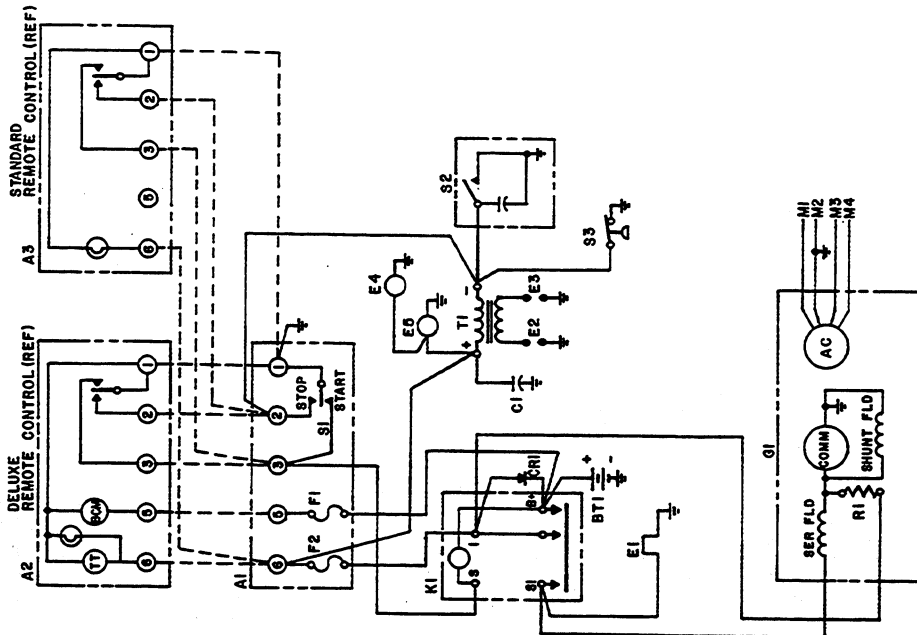 DELUXE
REMOTE CONTROL (REF)
A2
TT
BCM
6
5
3
2
1
STANDARD
REMOTE CONTROL (REF)
A3
6
5
3
2
1
A1
6
5
3
2
1
F2
F1
STOP
S1
START
E4
E5
+
T1
-
E2
E3
C1
S2
S3
K1
S
I
B+
S1
CR1
BT1
+
-
E1
G1
AC
M1
M2
M3
M4
COMM
SHUNT FLD
SER FLD
R1